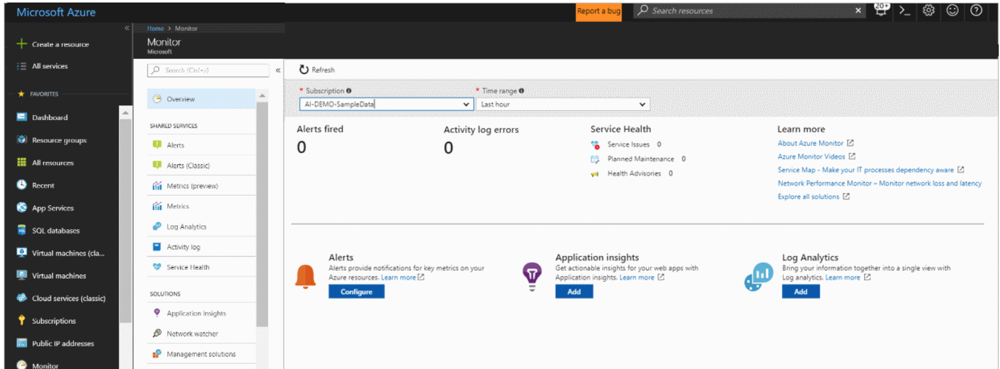 Microsoft Azure
Report a bug
Search resources
20+
Create a resource
All services
FAVORITES
Dashboard
Resource groups
All resources
Recent
App Services
SQL databases
Virtual machines (cla...
Virtual machines
Cloud services (classic)
Subscriptions
Public IP addresses
Monitor
Home > Monitor
Monitor
Microsoft
Search (Ctrl+/)
Overview
SHARED SERVICES
Alerts
Alerts (Classic)
Metrics (preview)
Metrics
Log Analytics
Activity log
Service Health
SOLUTIONS
Application Insights
Network watcher
Management solutions
Refresh
* Subscription
AI-DEMO-SampleData
* Time range
Last hour
Alerts fired
0
Activity log errors
0
Service Health
Service Issues 0
Planned Maintenance 0
Health Advisories 0
Learn more
About Azure Monitor
Azure Monitor Videos
Service Map - Make your IT processes dependency aware
Network Performance Monitor – Monitor network loss and latency
Explore all solutions
Alerts
Alerts provide notifications for key metrics on your
Azure resources. Learn more
Configure
Application insights
Get actionable insights for your web apps with
Application insights. Learn more
Add
Log Analytics
Bring your information together into a single view with
Log analytics. Learn more
Add